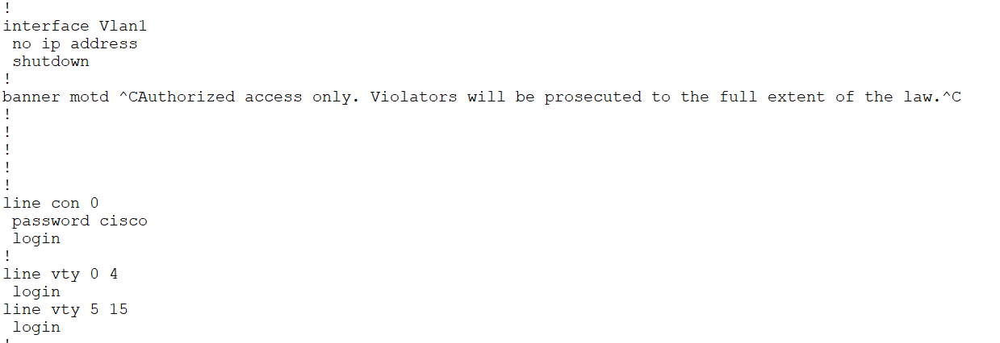 !
interface Vlan1
 no ip address
 shutdown
!
banner motd ^CAuthorized access only. Violators will be prosecuted to the full extent of the law.^C
!
!
!
!
!
line con 0
 password cisco
 login
!
line vty 0 4
 login
line vty 5 15
 login
!